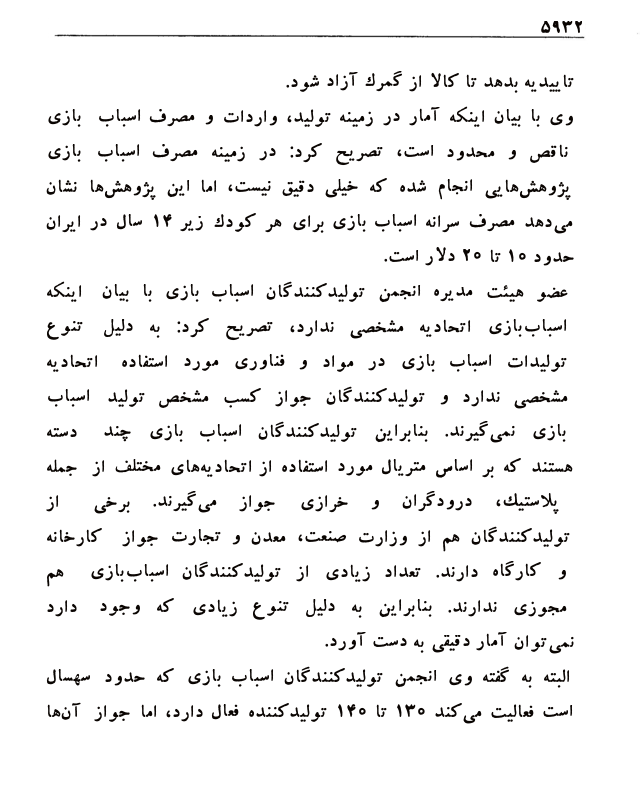 ۵۹۳۲
تاییدیه بدهد تا کالا از گمرك آزاد شود.
وی با بیان اینکه آمار در زمینه تولید، واردات و مصرف اسباب بازی
ناقص و محدود است، تصریح کرد: در زمینه مصرف اسباب بازی
پژوهش‌هایی انجام شده که خیلی دقیق نیست، اما این پژوهش‌ها نشان
می‌دهد مصرف سرانه اسباب بازی برای هر کودك زیر ۱۴ سال در ایران
حدود ۱۰ تا ۲۰ دلار است.
عضو هیئت مدیره انجمن تولیدکنندگان اسباب بازی با بیان اینکه
اسباب‌بازی اتحادیه مشخصی ندارد، تصریح کرد: به دلیل تنوع
تولیدات اسباب بازی در مواد و فناوری مورد استفاده اتحادیه
مشخصی ندارد و تولیدکنندگان جواز کسب مشخص تولید اسباب
بازی نمی‌گیرند. بنابراین تولیدکنندگان اسباب بازی چند دسته
هستند که بر اساس متریال مورد استفاده از اتحادیه‌های مختلف از جمله
پلاستیك، درودگران و خرازی جواز می‌گیرند. برخی از
تولیدکنندگان هم از وزارت صنعت، معدن و تجارت جواز کارخانه
و کارگاه دارند. تعداد زیادی از تولیدکنندگان اسباب‌بازی هم
مجوزی ندارند. بنابراین به دلیل تنوع زیادی که وجود دارد
نمی‌توان آمار دقیقی به دست آورد.
البته به گفته وی انجمن تولیدکنندگان اسباب بازی که حدود سهسال
است فعالیت می‌کند ۱۳۰ تا ۱۴۰ تولیدکننده فعال دارد، اما جواز آن‌ها